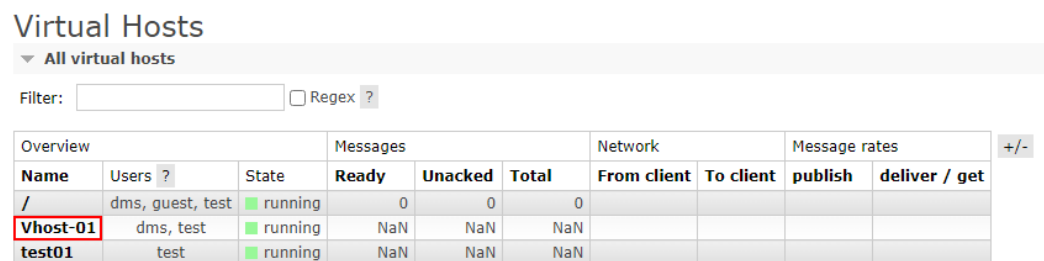 Virtual Hosts
All virtual hosts
Filter: Regex ?
Overview Messages Network Message rates +/-
Name Users ? State Ready Unacked Total From client To client publish deliver / get
/ dms, guest, test running 0 0 0
Vhost-01 dms, test running NaN NaN NaN
test01 test running NaN NaN NaN